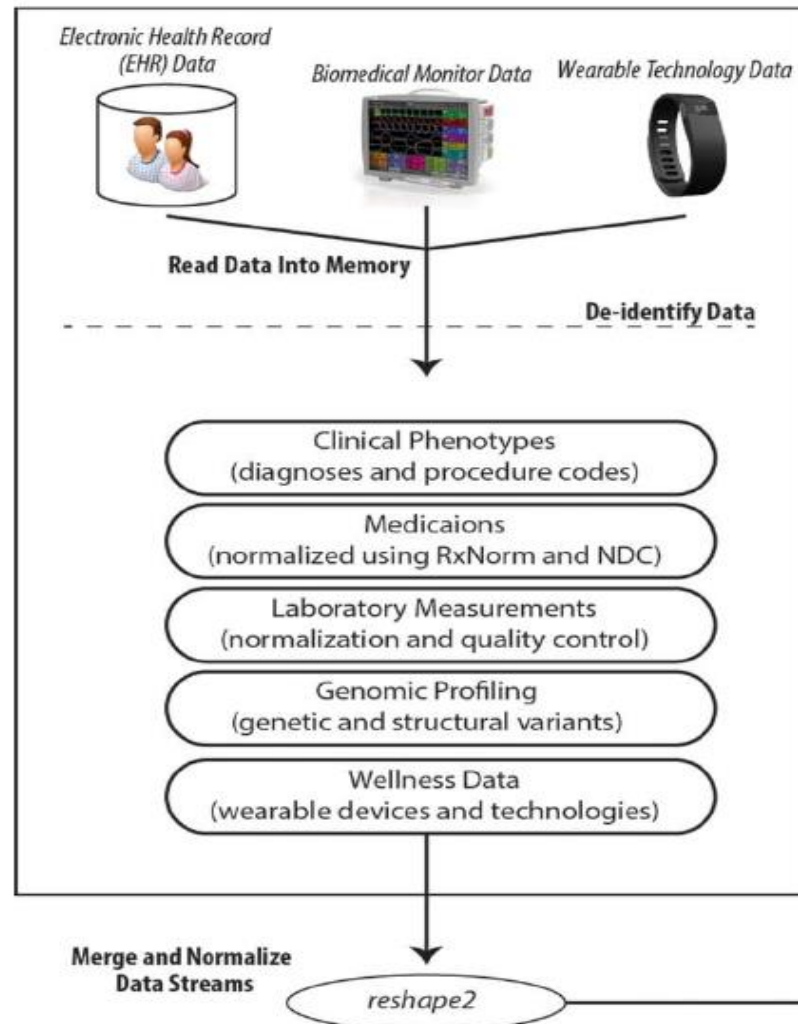 Electronic Health Record
(EHR) Data
Biomedical Monitor Data
Wearable Technology Data
Read Data Into Memory
De-identify Data
Clinical Phenotypes
(diagnoses and procedure codes)
Medicaions
(normalized using RxNorm and NDC)
Laboratory Measurements
(normalization and quality control)
Genomic Profiling
(genetic and structural variants)
Wellness Data
(wearable devices and technologies)
Merge and Normalize
Data Streams
reshape2